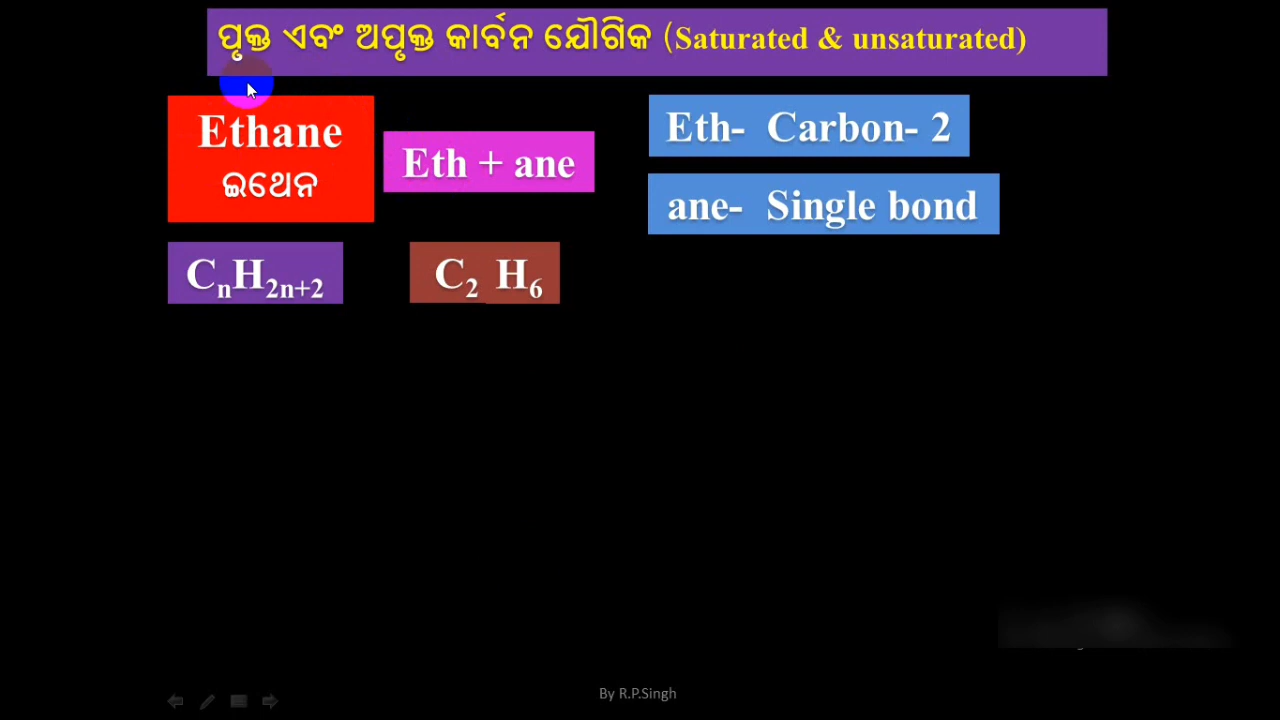 ପୃକ୍ତ ଏବଂ ଅପୃକ୍ତ କାର୍ବନ ଯୌଗିକ (Saturated & unsaturated)
Ethane
ଇଥେନ
Eth + ane
Eth- Carbon- 2
ane- Single bond
CₙH₂ₙ₊₂
C₂ H₆
By R.P.Singh